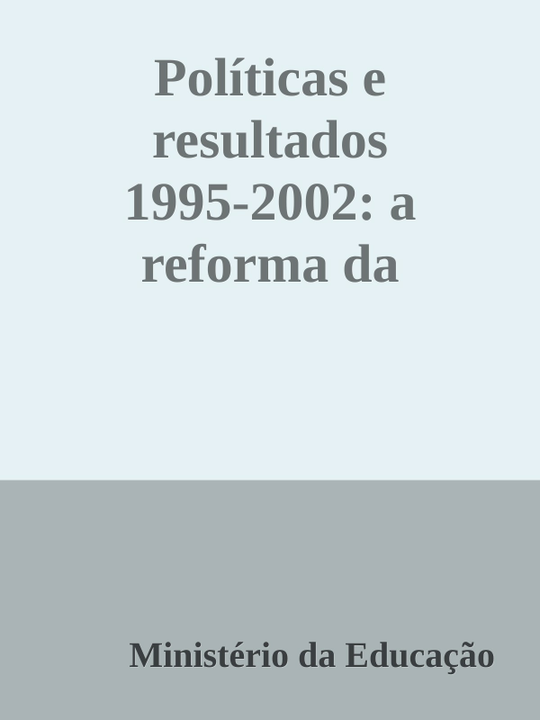 Políticas e
resultados
1995-2002: a
reforma da
Ministério da Educação